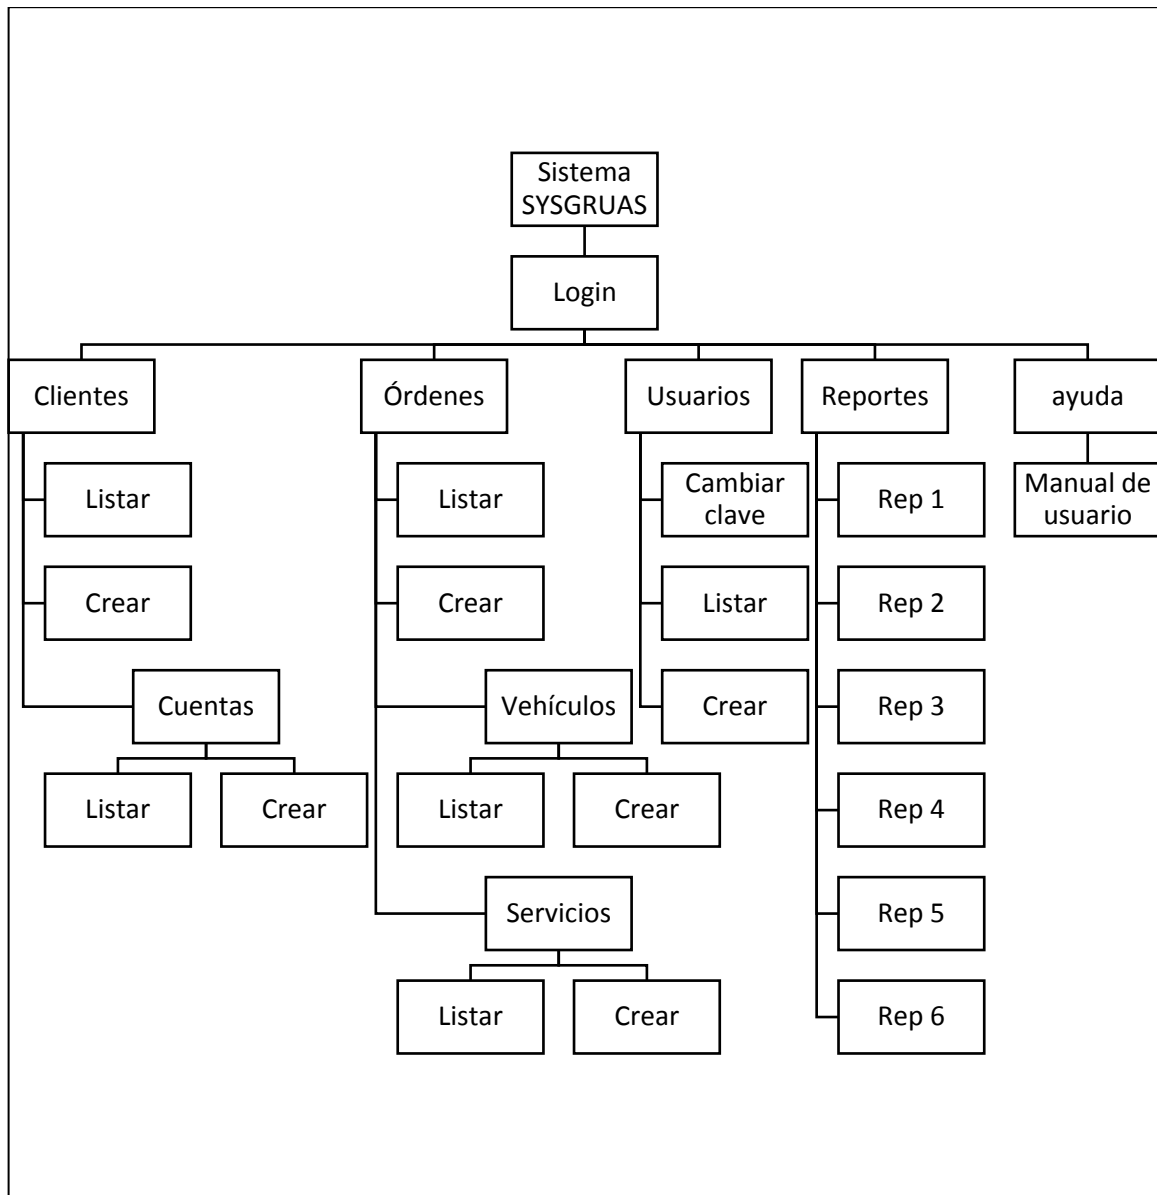 Sistema
SYSGRUAS
Login
Clientes
Órdenes
Usuarios
Reportes
ayuda
Listar
Listar
Cambiar
clave
Rep 1
Manual de
usuario
Crear
Crear
Listar
Rep 2
Cuentas
Vehículos
Crear
Rep 3
Listar
Crear
Listar
Crear
Rep 4
Servicios
Rep 5
Listar
Crear
Rep 6